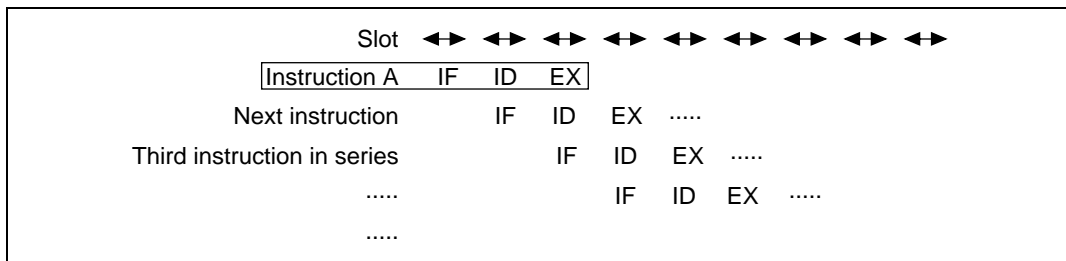 Slot
Instruction A IF ID EX
Next instruction IF ID EX .....
Third instruction in series IF ID EX .....
..... IF ID EX .....
.....